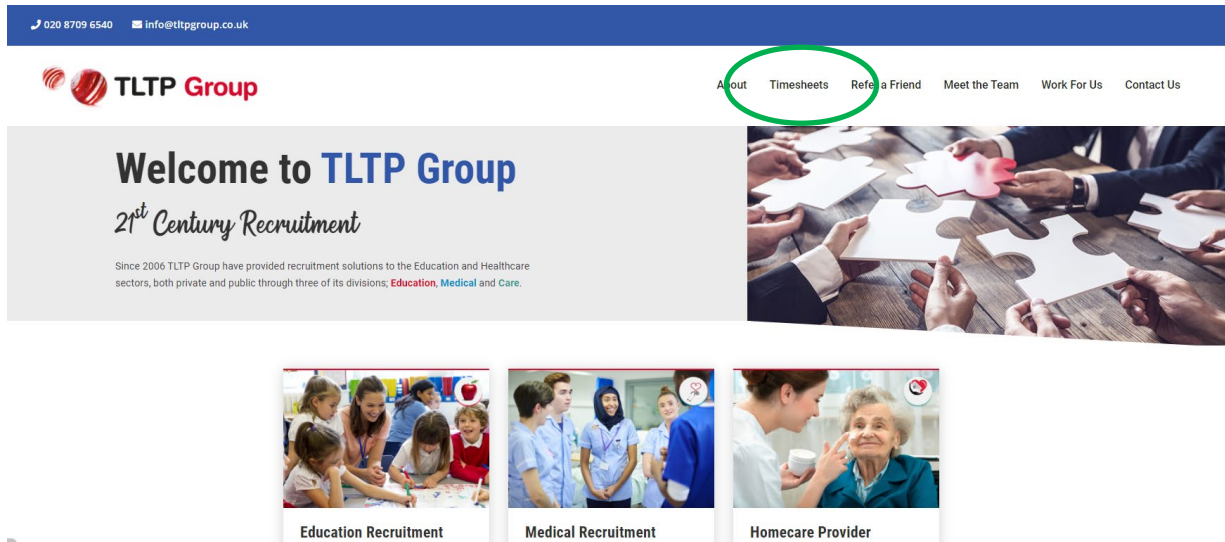 020 8709 6540 info@tltpgroup.co.uk
TLTP Group
About Timesheets Refer a Friend Meet the Team Work For Us Contact Us
Welcome to TLTP Group
21st Century Recruitment
Since 2006 TLTP Group have provided recruitment solutions to the Education and Healthcare
sectors, both private and public through three of its divisions; Education, Medical and Care.
Education Recruitment
Medical Recruitment
Homecare Provider